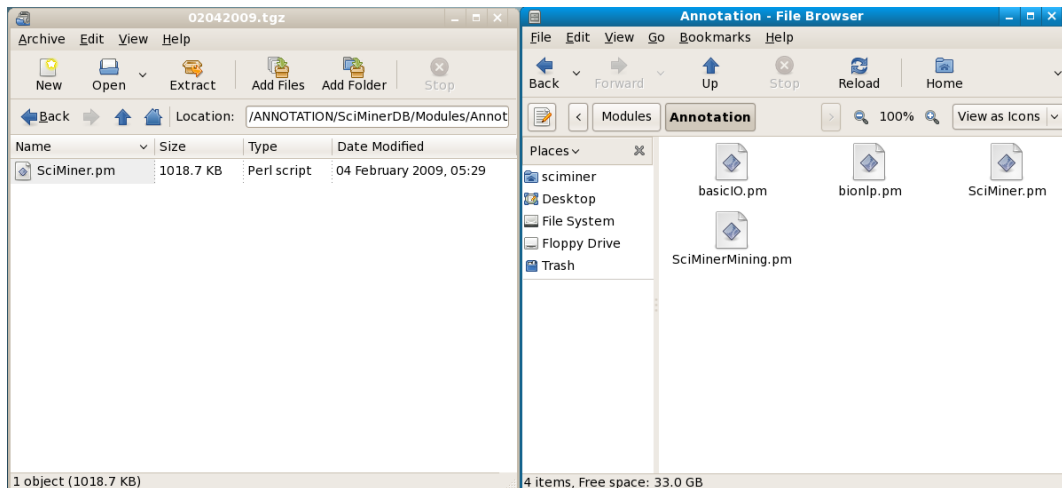 02042009.tgz
Archive Edit View Help
New Open Extract Add Files Add Folder Stop
Back Location: /ANNOTATION/SciMinerDB/Modules/Annot
Name Size Type Date Modified
SciMiner.pm 1018.7 KB Perl script 04 February 2009, 05:29
1 object (1018.7 KB)
Annotation - File Browser
File Edit View Go Bookmarks Help
Back Forward Up Stop Reload Home
Modules Annotation 100% View as Icons
Places
sciminer
Desktop
File System
Floppy Drive
Trash
basicIO.pm bionlp.pm SciMiner.pm
SciMinerMining.pm
4 items, Free space: 33.0 GB